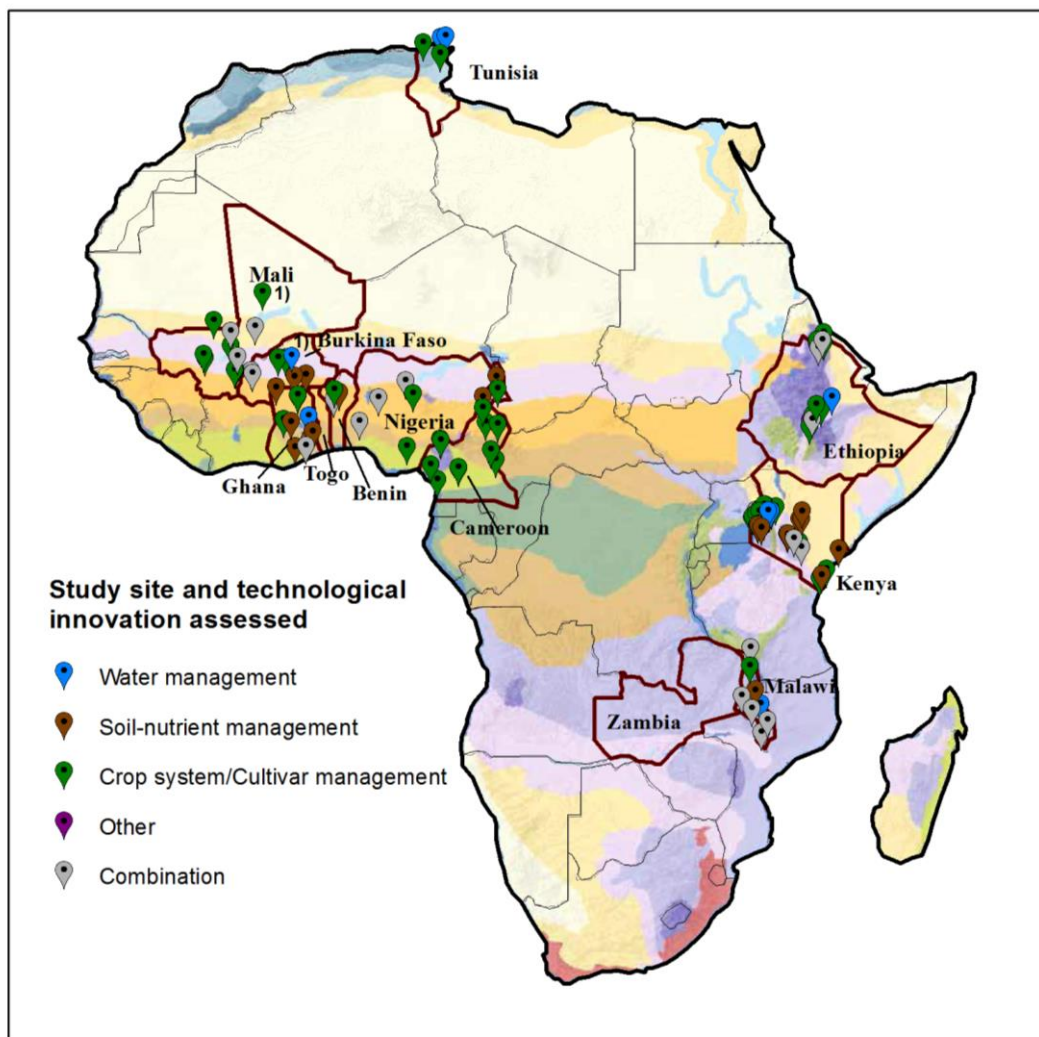 Tunisia
Mali
1)
1) Burkina Faso
Nigeria
Ghana
Togo
Benin
Cameroon
Ethiopia
Kenya
Malawi
Zambia
Study site and technological
innovation assessed
Water management
Soil-nutrient management
Crop system/Cultivar management
Other
Combination